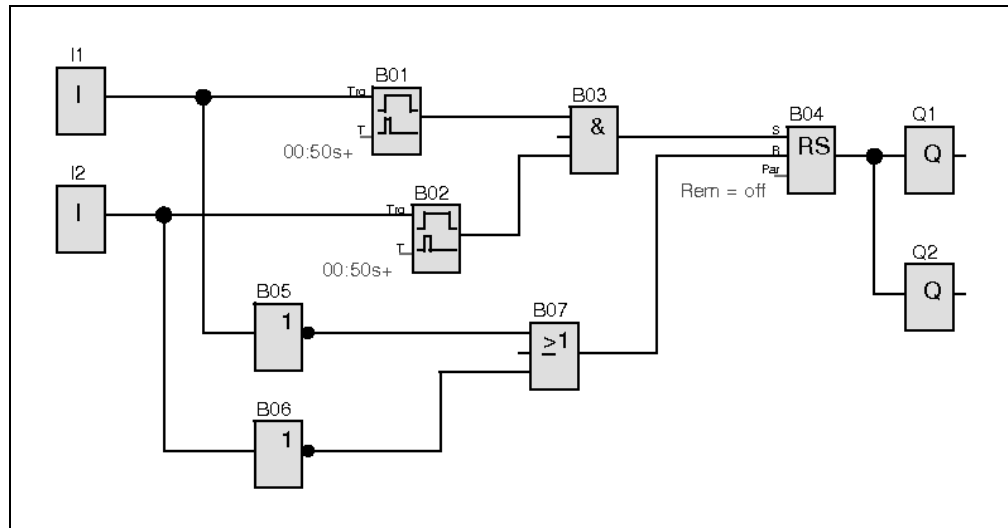 I1
I
B01
Trg
T
00:50s+
B03
&
B04
S
R
Par
RS
Rem = off
Q1
Q
I2
I
B02
Trg
T
00:50s+
Q2
Q
B05
1
B07
>1
B06
1